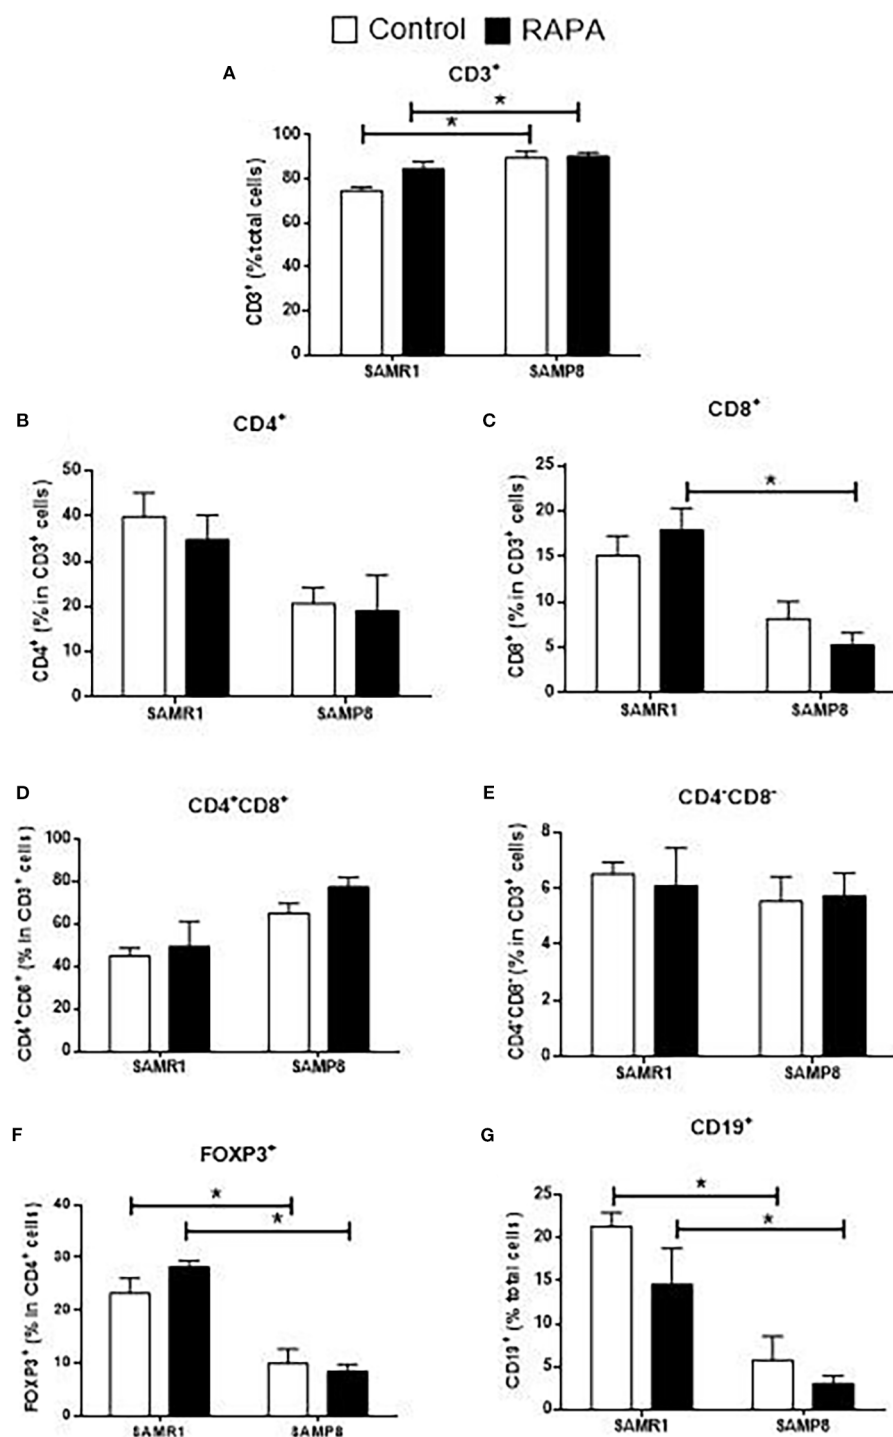 Control RAPA
A CD3⁺
* *
CD3⁺ (% total cells)
100
80
60
40
20
0
SAMR1 SAMP8
B CD4⁺
CD4⁺ (% in CD3⁺ cells)
50
40
30
20
10
0
SAMR1 SAMP8
C CD8⁺
*
CD8⁺ (% in CD3⁺ cells)
25
20
15
10
5
0
SAMR1 SAMP8
D CD4⁺CD8⁺
CD4⁺CD8⁺ (% in CD3⁺ cells)
100
80
60
40
20
0
SAMR1 SAMP8
E CD4⁻CD8⁻
CD4⁻CD8⁻ (% in CD3⁺ cells)
8
6
4
2
0
SAMR1 SAMP8
F FOXP3⁺
* *
FOXP3⁺ (% in CD4⁺ cells)
40
30
20
10
0
SAMR1 SAMP8
G CD19⁺
* *
CD19⁺ (% total cells)
25
20
15
10
5
0
SAMR1 SAMP8